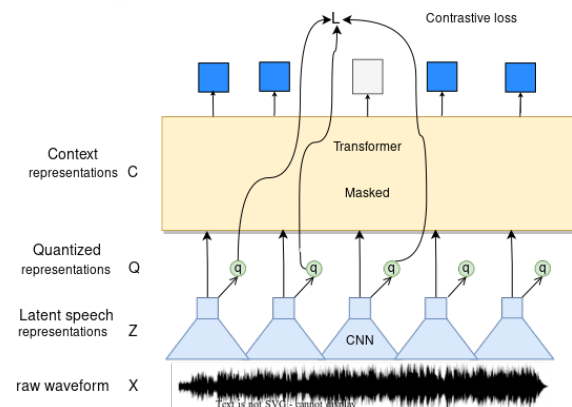 L Contrastive loss
Transformer
Context
representations C
Masked
Quantized
representations Q q q q q q
Latent speech
representations Z
CNN
raw waveform X
Text is not SVG - cannot display